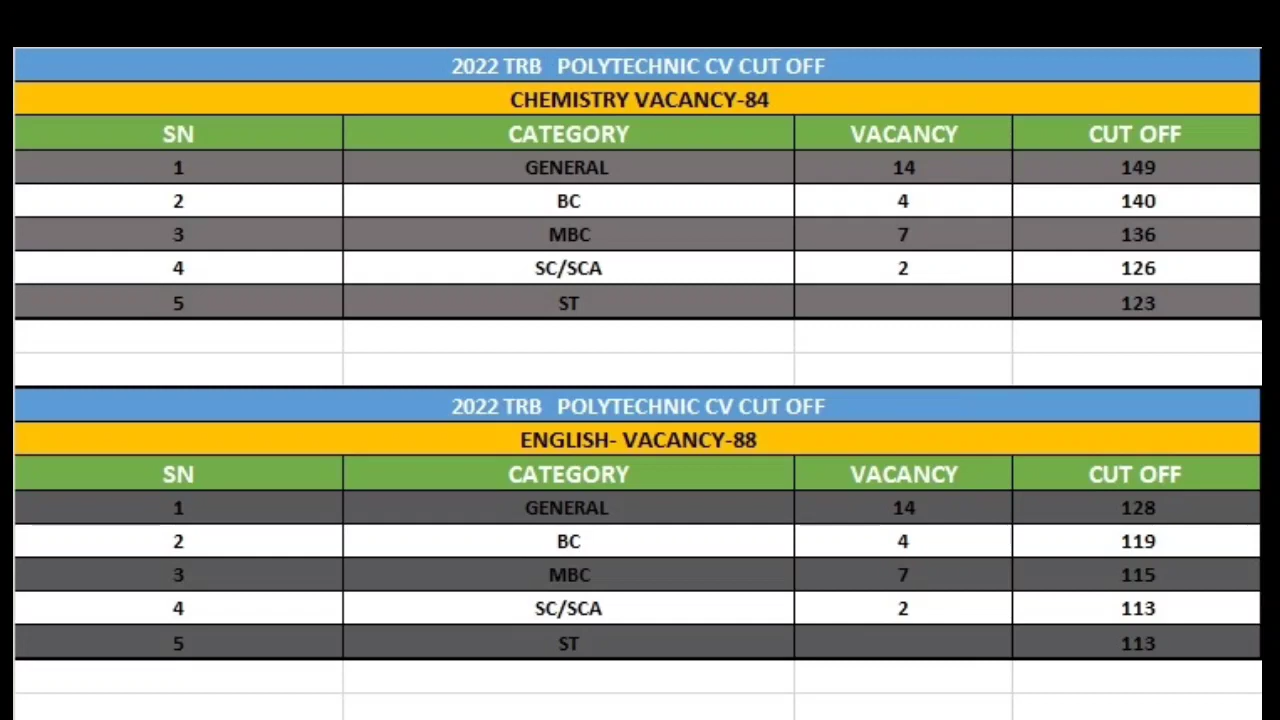 2022 TRB POLYTECHNIC CV CUT OFF
CHEMISTRY VACANCY-84
SN CATEGORY VACANCY CUT OFF
1 GENERAL 14 149
2 BC 4 140
3 MBC 7 136
4 SC/SCA 2 126
5 ST 123
2022 TRB POLYTECHNIC CV CUT OFF
ENGLISH- VACANCY-88
SN CATEGORY VACANCY CUT OFF
1 GENERAL 14 128
2 BC 4 119
3 MBC 7 115
4 SC/SCA 2 113
5 ST 113